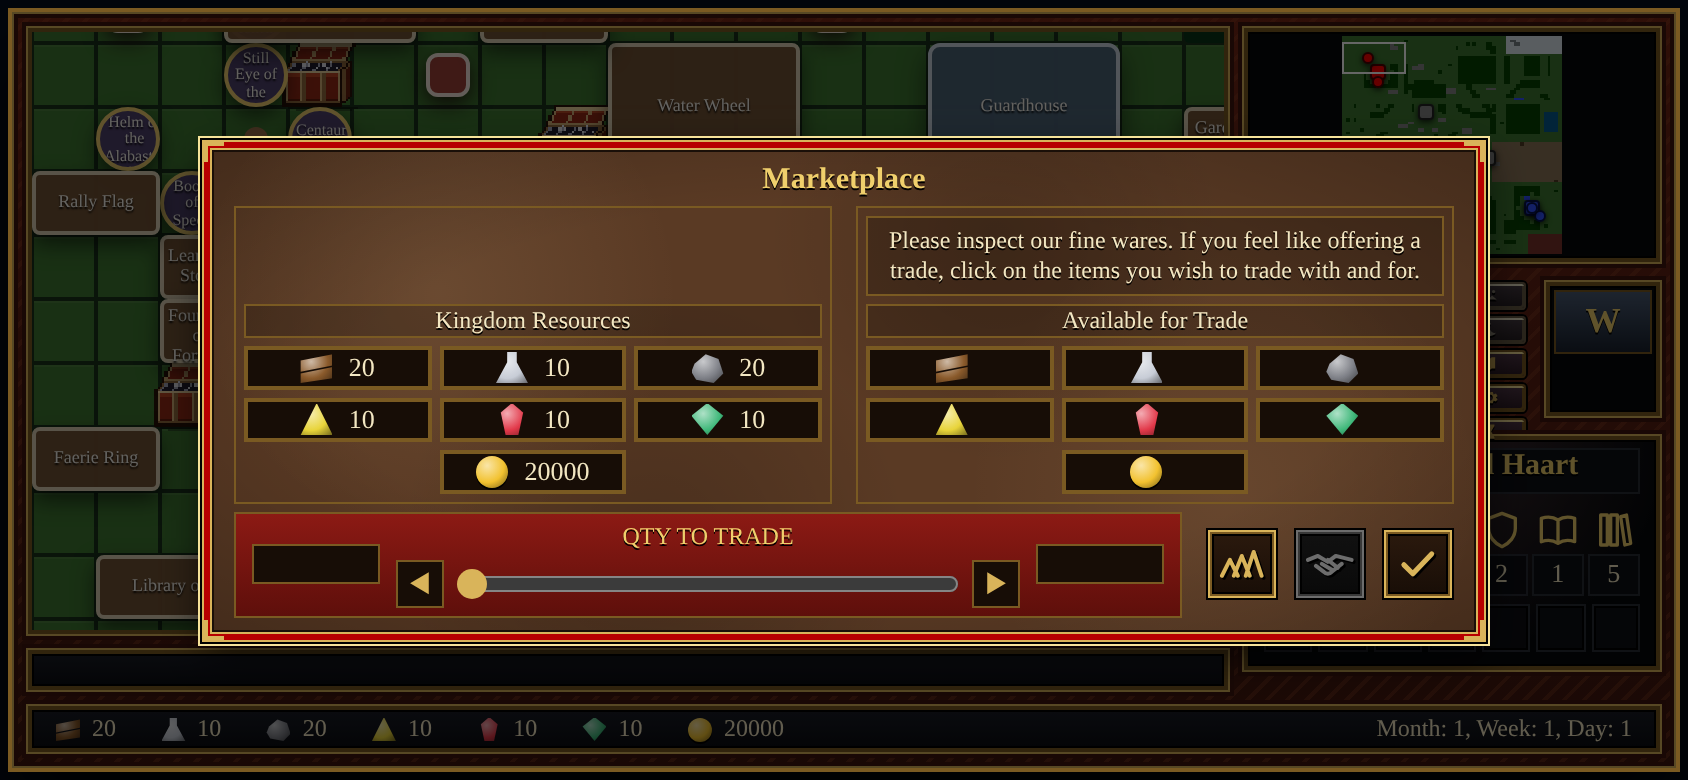 Still
Eye of
the
Water Wheel
Guardhouse
Helm
the
Centaur
Rally Flag
of
Marketplace
Please inspect our fine wares. If you feel like offering a
trade, click on the items you wish to trade with and for.
Kingdom Resources
Available for Trade
20
10
20
10
10
10
20000
QTY TO TRADE
W
Haart
2
1
5
Faerie Ring
Library
20
10
20
10
10
10
20000
Month: 1, Week: 1, Day: 1